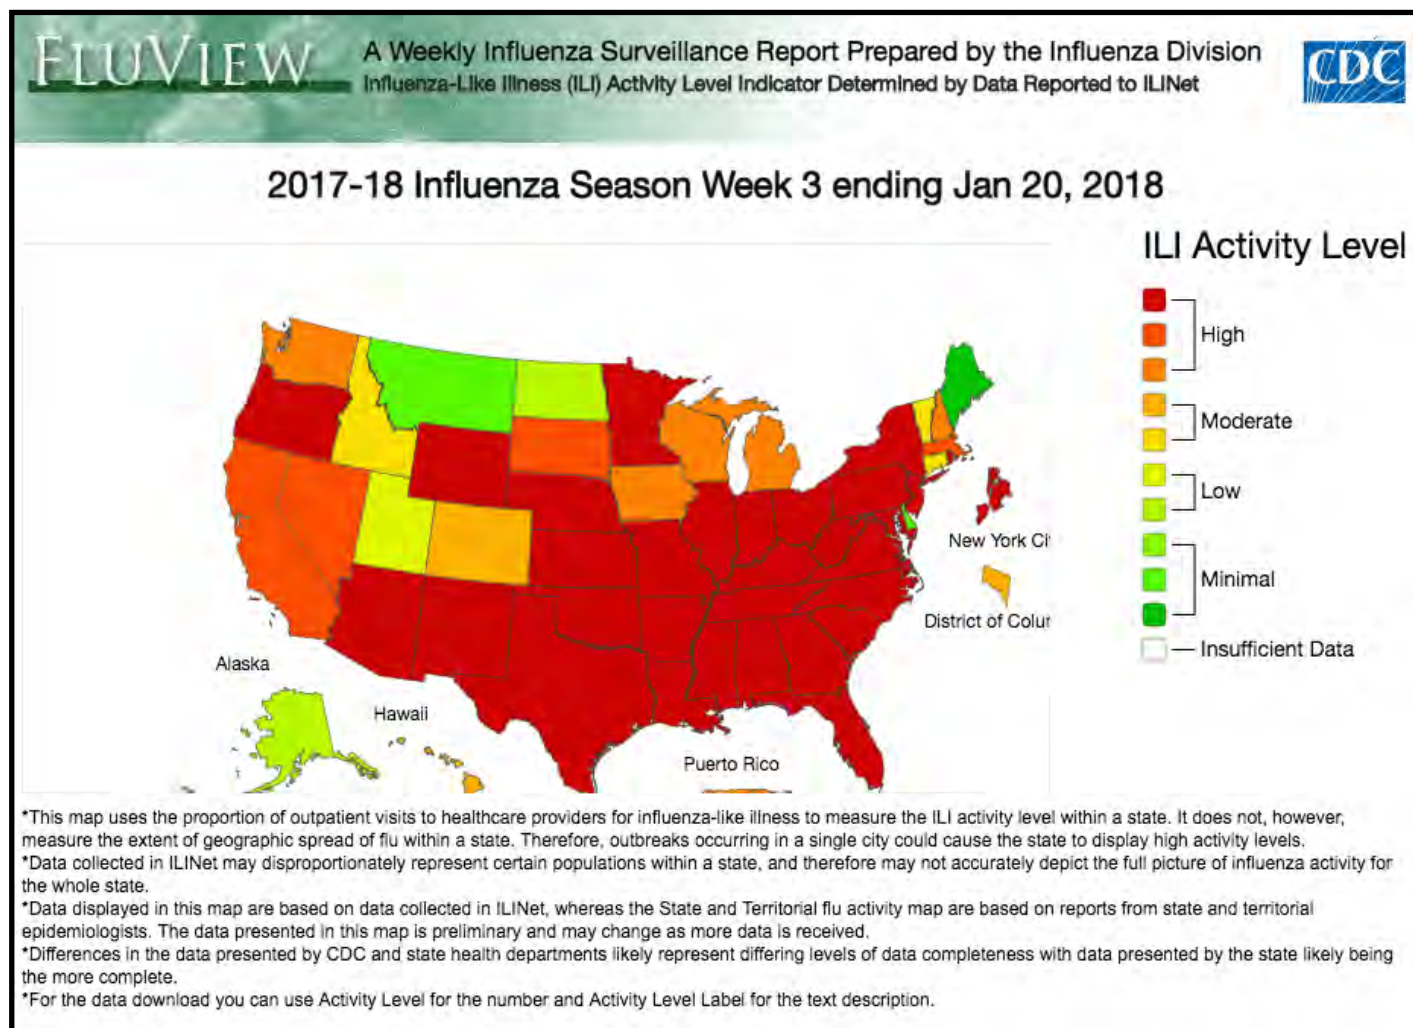 FLUVIEW
A Weekly Influenza Surveillance Report Prepared by the Influenza Division
Influenza-Like Illness (ILI) Activity Level Indicator Determined by Data Reported to ILINet
CDC
2017-18 Influenza Season Week 3 ending Jan 20, 2018
ILI Activity Level
High
Moderate
Low
Minimal
Insufficient Data
New York Ci
District of Colur
Alaska
Hawaii
Puerto Rico
*This map uses the proportion of outpatient visits to healthcare providers for influenza-like illness to measure the ILI activity level within a state. It does not, however,
measure the extent of geographic spread of flu within a state. Therefore, outbreaks occurring in a single city could cause the state to display high activity levels.
*Data collected in ILINet may disproportionately represent certain populations within a state, and therefore may not accurately depict the full picture of influenza activity for
the whole state.
*Data displayed in this map are based on data collected in ILINet, whereas the State and Territorial flu activity map are based on reports from state and territorial
epidemiologists. The data presented in this map is preliminary and may change as more data is received.
*Differences in the data presented by CDC and state health departments likely represent differing levels of data completeness with data presented by the state likely being
the more complete.
*For the data download you can use Activity Level for the number and Activity Level Label for the text description.